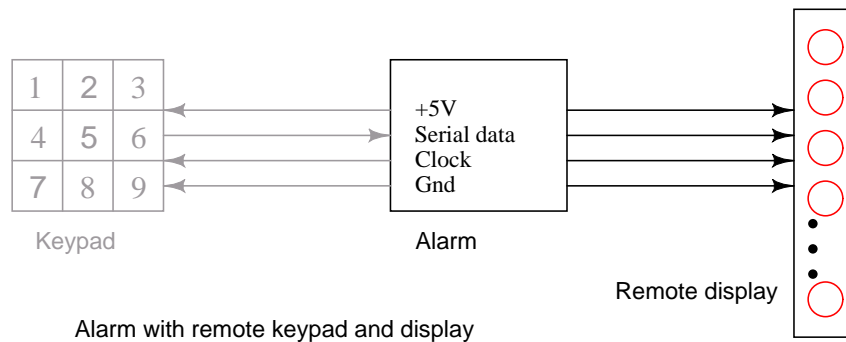 1 2 3
4 5 6
7 8 9
Keypad
+5V
Serial data
Clock
Gnd
Alarm
Remote display
Alarm with remote keypad and display